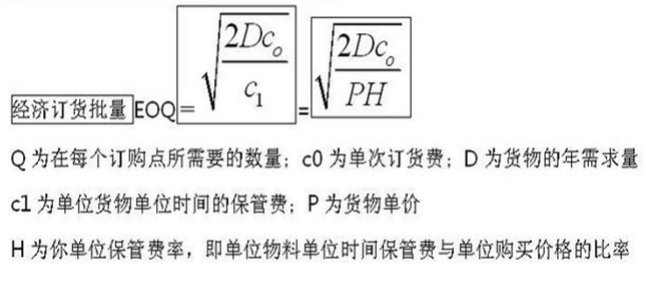 经济订货批量EOQ=√(2Dc₀/c₁)=√(2Dc₀/PH)
Q 为在每个订购点所需要的数量；c0 为单次订货费；D 为货物的年需求量
c1 为单位货物单位时间的保管费；P 为货物单价
H 为你单位保管费率，即单位物料单位时间保管费与单位购买价格的比率